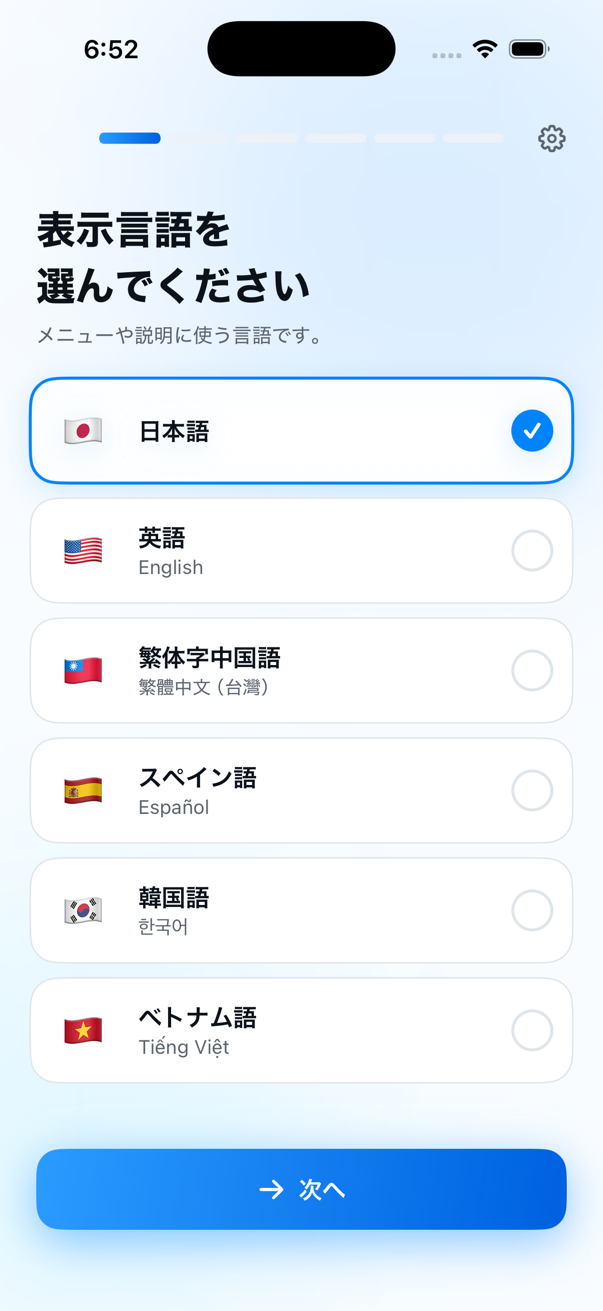 6:52
表示言語を
選んでください
メニューや説明に使う言語です。
日本語
英語
English
繁体字中国語
繁體中文（台灣）
スペイン語
Español
韓国語
한국어
ベトナム語
Tiếng Việt
次へ